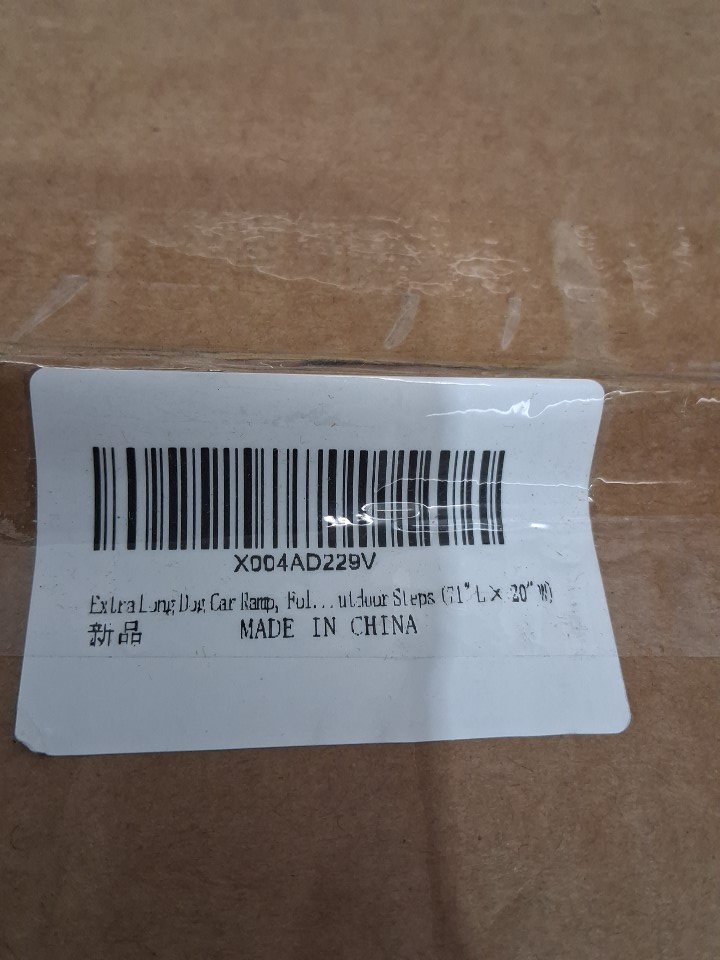 X004AD229V
Extra Long Dog Car Ramp, Fol...utdoor Steps (71" L × 20" W)
新品 MADE IN CHINA